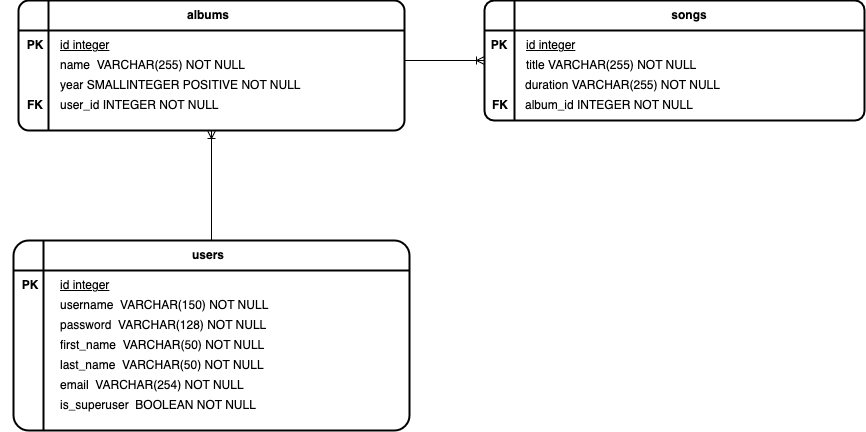 albums
PK id integer
name VARCHAR(255) NOT NULL
year SMALLINTEGER POSITIVE NOT NULL
FK user_id INTEGER NOT NULL
songs
PK id integer
title VARCHAR(255) NOT NULL
duration VARCHAR(255) NOT NULL
FK album_id INTEGER NOT NULL
users
PK id integer
username VARCHAR(150) NOT NULL
password VARCHAR(128) NOT NULL
first_name VARCHAR(50) NOT NULL
last_name VARCHAR(50) NOT NULL
email VARCHAR(254) NOT NULL
is_superuser BOOLEAN NOT NULL